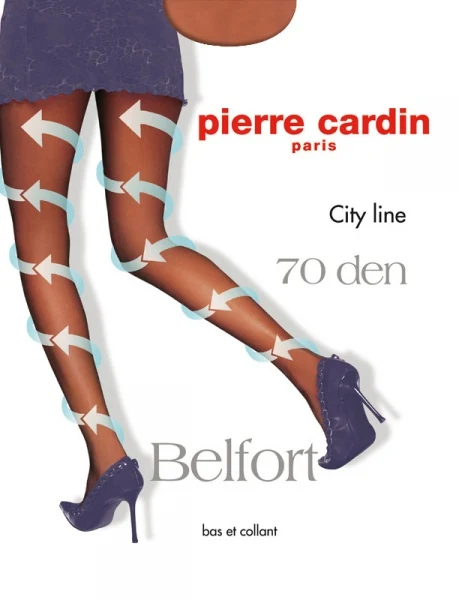 pierre cardin
paris
City line
70 den
Belfort
bas et collant